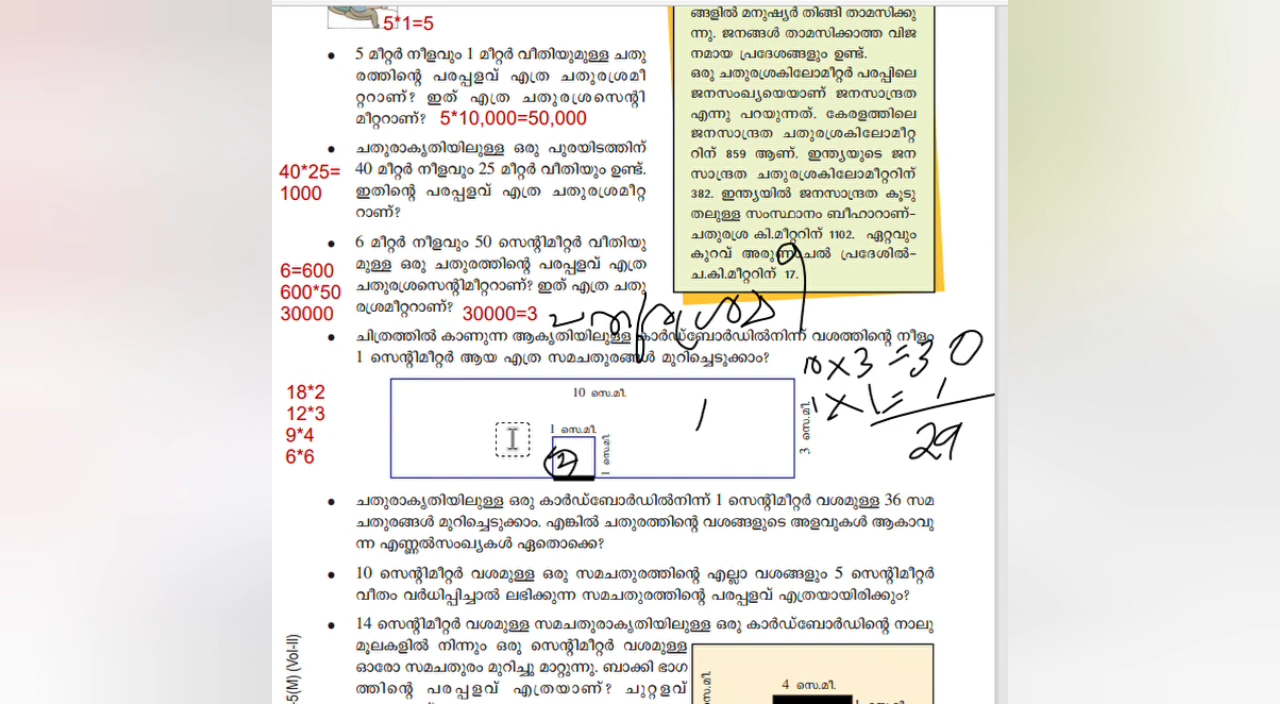 5*1=5
5 മീറ്റർ നീളവും 1 മീറ്റർ വീതിയുമുള്ള ചതു
രത്തിന്റെ പരപ്പളവ് എത്ര ചതുരശ്രമീ
റ്ററാണ്? ഇത് എത്ര ചതുരശ്രസെന്റി
മീറ്ററാണ്? 5*10,000=50,000
ചതുരാകൃതിയിലുള്ള ഒരു പുരയിടത്തിന്
40*25= 40 മീറ്റർ നീളവും 25 മീറ്റർ വീതിയും ഉണ്ട്.
1000 ഇതിന്റെ പരപ്പളവ് എത്ര ചതുരശ്രമീറ്റ
റാണ്?
6 മീറ്റർ നീളവും 50 സെന്റിമീറ്റർ വീതിയു
6=600 മുള്ള ഒരു ചതുരത്തിന്റെ പരപ്പളവ് എത്ര
600*50 ചതുരശ്രസെന്റിമീറ്ററാണ്? ഇത് എത്ര ചതു
30000 രശ്രമീറ്ററാണ്? 30000=3
ങ്ങളിൽ മനുഷ്യർ തിങ്ങി താമസിക്കു
ന്നു. ജനങ്ങൾ താമസിക്കാത്ത വിജ
നമായ പ്രദേശങ്ങളും ഉണ്ട്.
ഒരു ചതുരശ്രകിലോമീറ്റർ പരപ്പിലെ
ജനസംഖ്യയെയാണ് ജനസാന്ദ്രത
എന്നു പറയുന്നത്. കേരളത്തിലെ
ജനസാന്ദ്രത ചതുരശ്രകിലോമീറ്റ
റിന് 859 ആണ്. ഇന്ത്യയുടെ ജന
സാന്ദ്രത ചതുരശ്രകിലോമീറ്ററിന്
382. ഇന്ത്യയിൽ ജനസാന്ദ്രത കൂടു
തലുള്ള സംസ്ഥാനം ബീഹാറാണ്–
ചതുരശ്ര കി.മീറ്ററിന് 1102. ഏറ്റവും
കുറവ് അരുണാചൽ പ്രദേശിൽ–
ച.കി.മീറ്ററിന് 17.
ചിത്രത്തിൽ കാണുന്ന ആകൃതിയിലുള്ള കാർഡ്ബോർഡിൽനിന്ന് വശത്തിന്റെ നീളം
1 സെന്റിമീറ്റർ ആയ എത്ര സമചതുരങ്ങൾ മുറിച്ചെടുക്കാം?
10 x 3 = 30
1 x 1 = 1
29
18*2
12*3
9*4
6*6
10 സെ.മീ.
1
1 സെ.മീ.
2
1 സെ.മീ.
3 സെ.മീ.
ചതുരാകൃതിയിലുള്ള ഒരു കാർഡ്ബോർഡിൽനിന്ന് 1 സെന്റിമീറ്റർ വശമുള്ള 36 സമ
ചതുരങ്ങൾ മുറിച്ചെടുക്കാം. എങ്കിൽ ചതുരത്തിന്റെ വശങ്ങളുടെ അളവുകൾ ആകാവു
ന്ന എണ്ണൽസംഖ്യകൾ ഏതൊക്കെ?
10 സെന്റിമീറ്റർ വശമുള്ള ഒരു സമചതുരത്തിന്റെ എല്ലാ വശങ്ങളും 5 സെന്റിമീറ്റർ
വീതം വർധിപ്പിച്ചാൽ ലഭിക്കുന്ന സമചതുരത്തിന്റെ പരപ്പളവ് എത്രയായിരിക്കും?
14 സെന്റിമീറ്റർ വശമുള്ള സമചതുരാകൃതിയിലുള്ള ഒരു കാർഡ്ബോർഡിന്റെ നാലു
മൂലകളിൽ നിന്നും ഒരു സെന്റിമീറ്റർ വശമുള്ള
ഓരോ സമചതുരം മുറിച്ചു മാറ്റുന്നു. ബാക്കി ഭാഗ
ത്തിന്റെ പരപ്പളവ് എത്രയാണ്? ചുറ്റളവ്
4 സെ.മീ.
-5(M) (Vol-II)